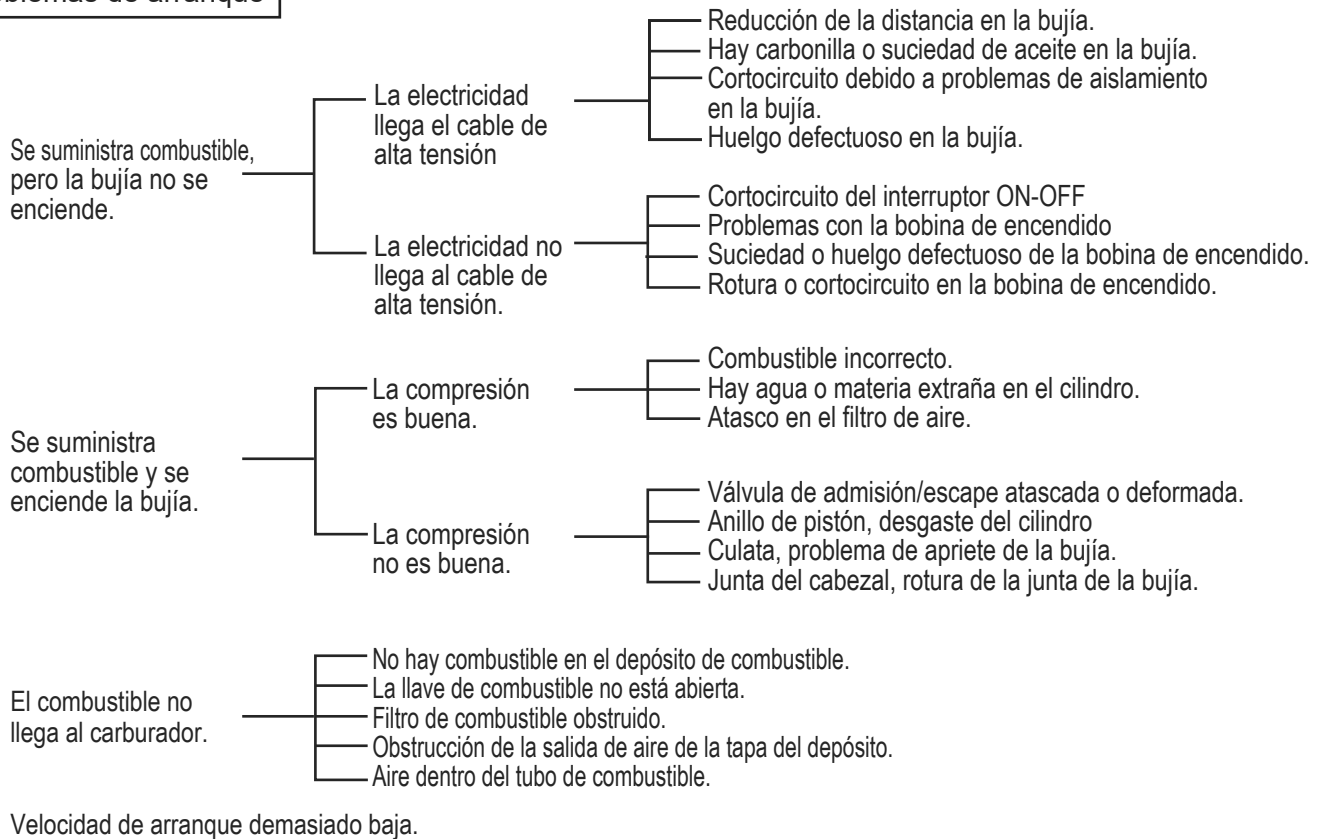 blemas de arranque
Reducción de la distancia en la bujía.
Hay carbonilla o suciedad de aceite en la bujía.
Cortocircuito debido a problemas de aislamiento
en la bujía.
Huelgo defectuoso en la bujía.
La electricidad
llega el cable de
alta tensión
Se suministra combustible,
pero la bujía no se
enciende.
Cortocircuito del interruptor ON-OFF
Problemas con la bobina de encendido
Suciedad o huelgo defectuoso de la bobina de encendido.
Rotura o cortocircuito en la bobina de encendido.
La electricidad no
llega al cable de
alta tensión.
Combustible incorrecto.
Hay agua o materia extraña en el cilindro.
Atasco en el filtro de aire.
La compresión
es buena.
Se suministra
combustible y se
enciende la bujía.
Válvula de admisión/escape atascada o deformada.
Anillo de pistón, desgaste del cilindro
Culata, problema de apriete de la bujía.
Junta del cabezal, rotura de la junta de la bujía.
La compresión
no es buena.
No hay combustible en el depósito de combustible.
La llave de combustible no está abierta.
Filtro de combustible obstruido.
Obstrucción de la salida de aire de la tapa del depósito.
Aire dentro del tubo de combustible.
El combustible no
llega al carburador.
Velocidad de arranque demasiado baja.